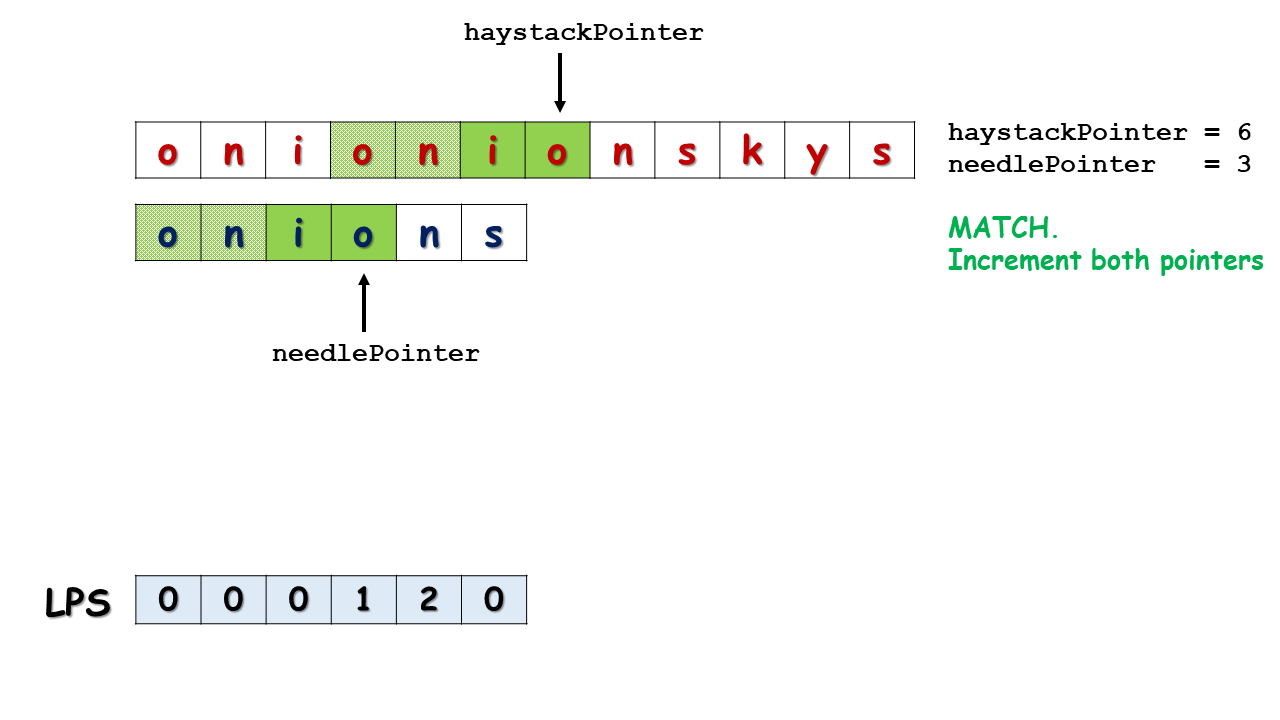 haystackPointer
o n i o n i o n s k y s
haystackPointer = 6
needlePointer = 3
o n i o n s
MATCH.
Increment both pointers
needlePointer
LPS 0 0 0 1 2 0